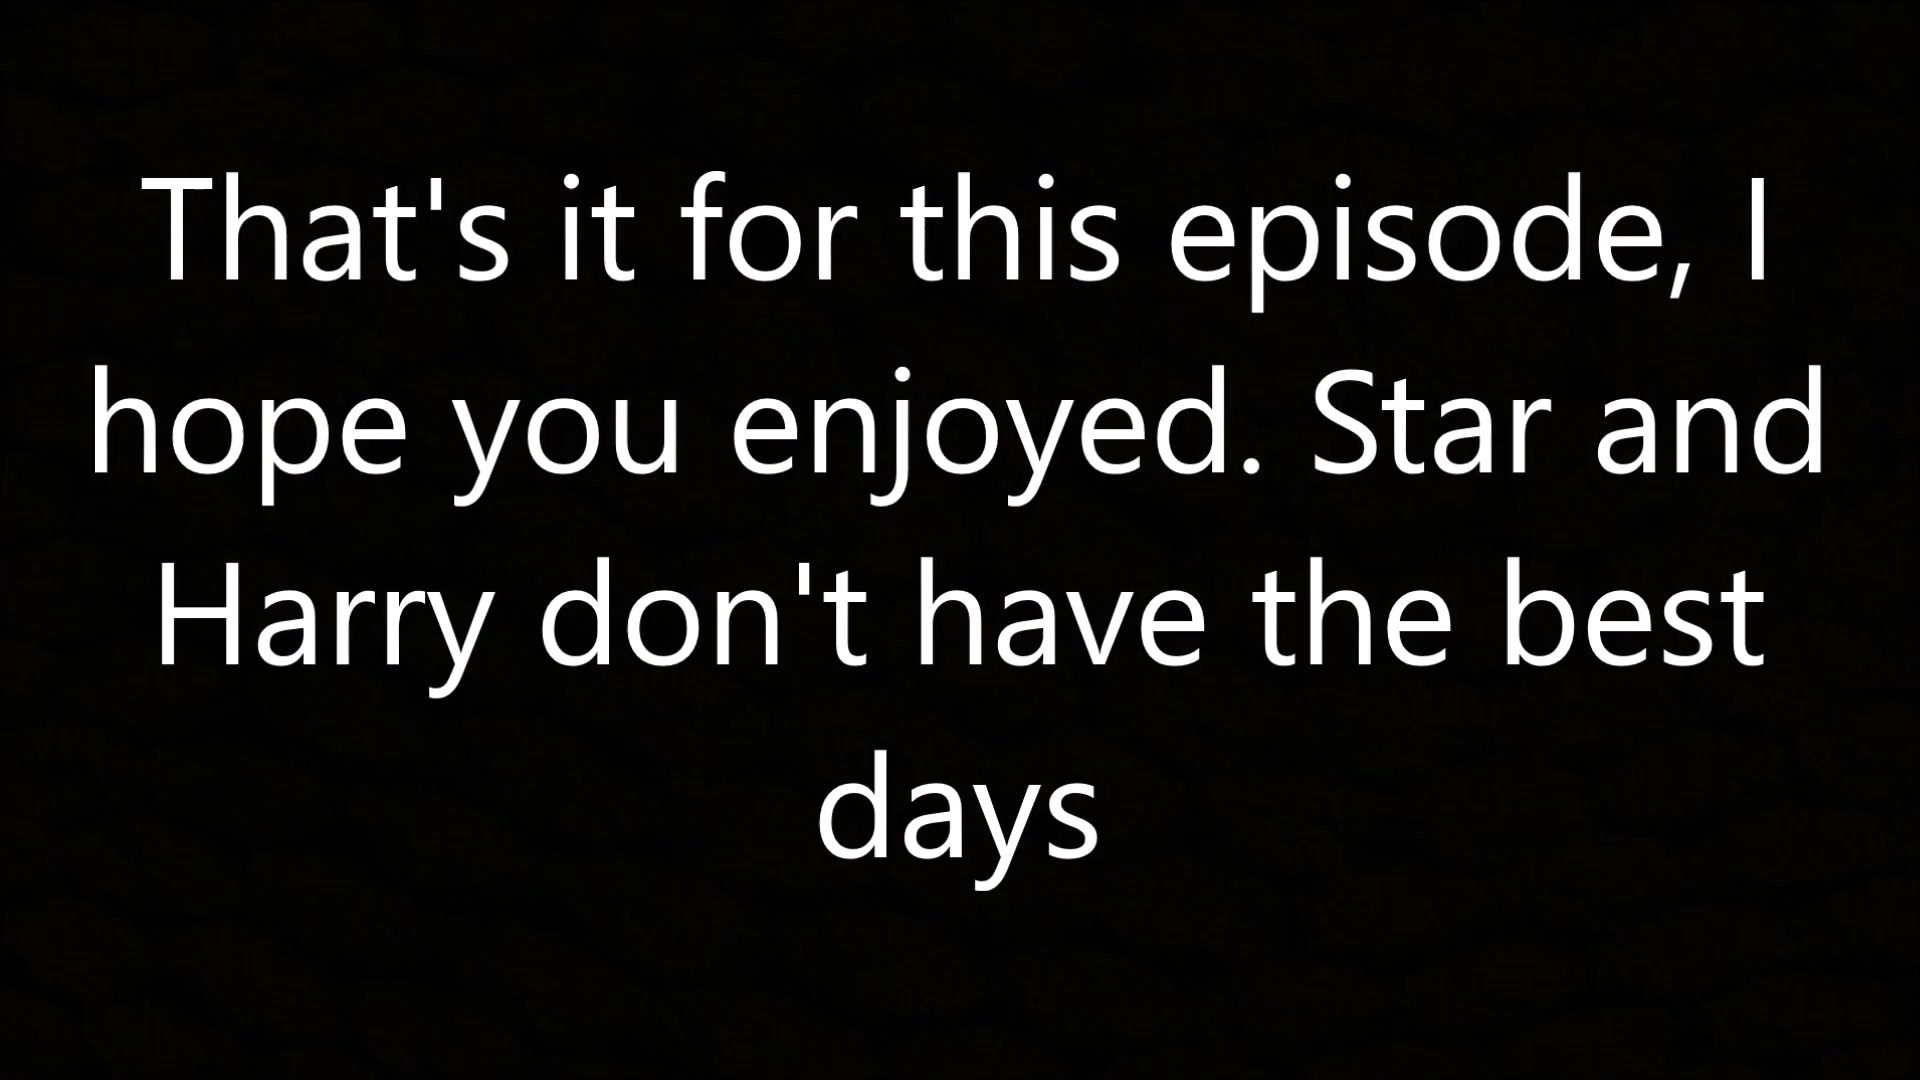 That's it for this episode, I
hope you enjoyed. Star and
Harry don't have the best
days